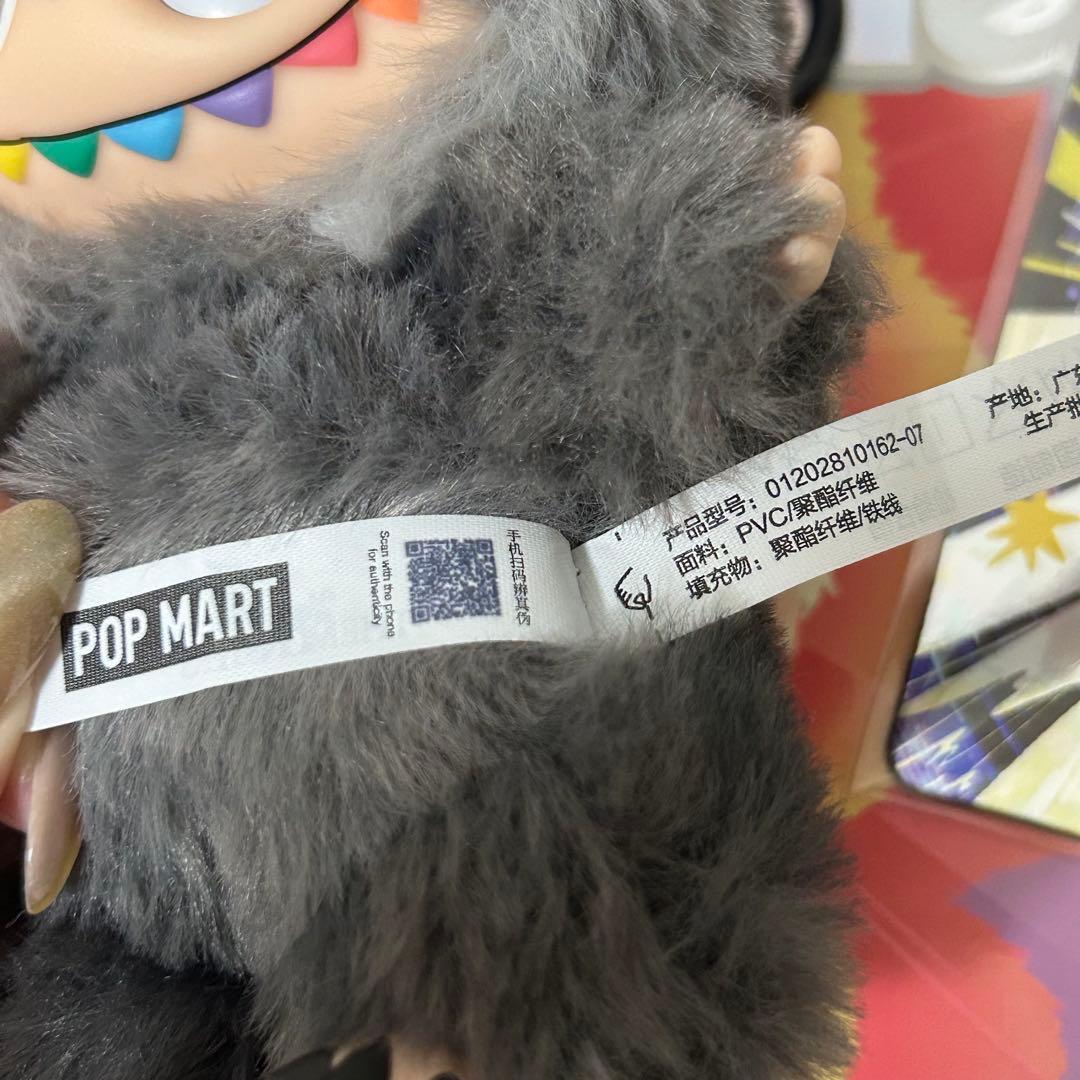 POP MART
Scan with the phone
for authenticity
手机扫码辨真伪
产品型号：01202810162-07
面料：PVC/聚酯纤维
填充物：聚酯纤维/铁线
产地：广
生产批